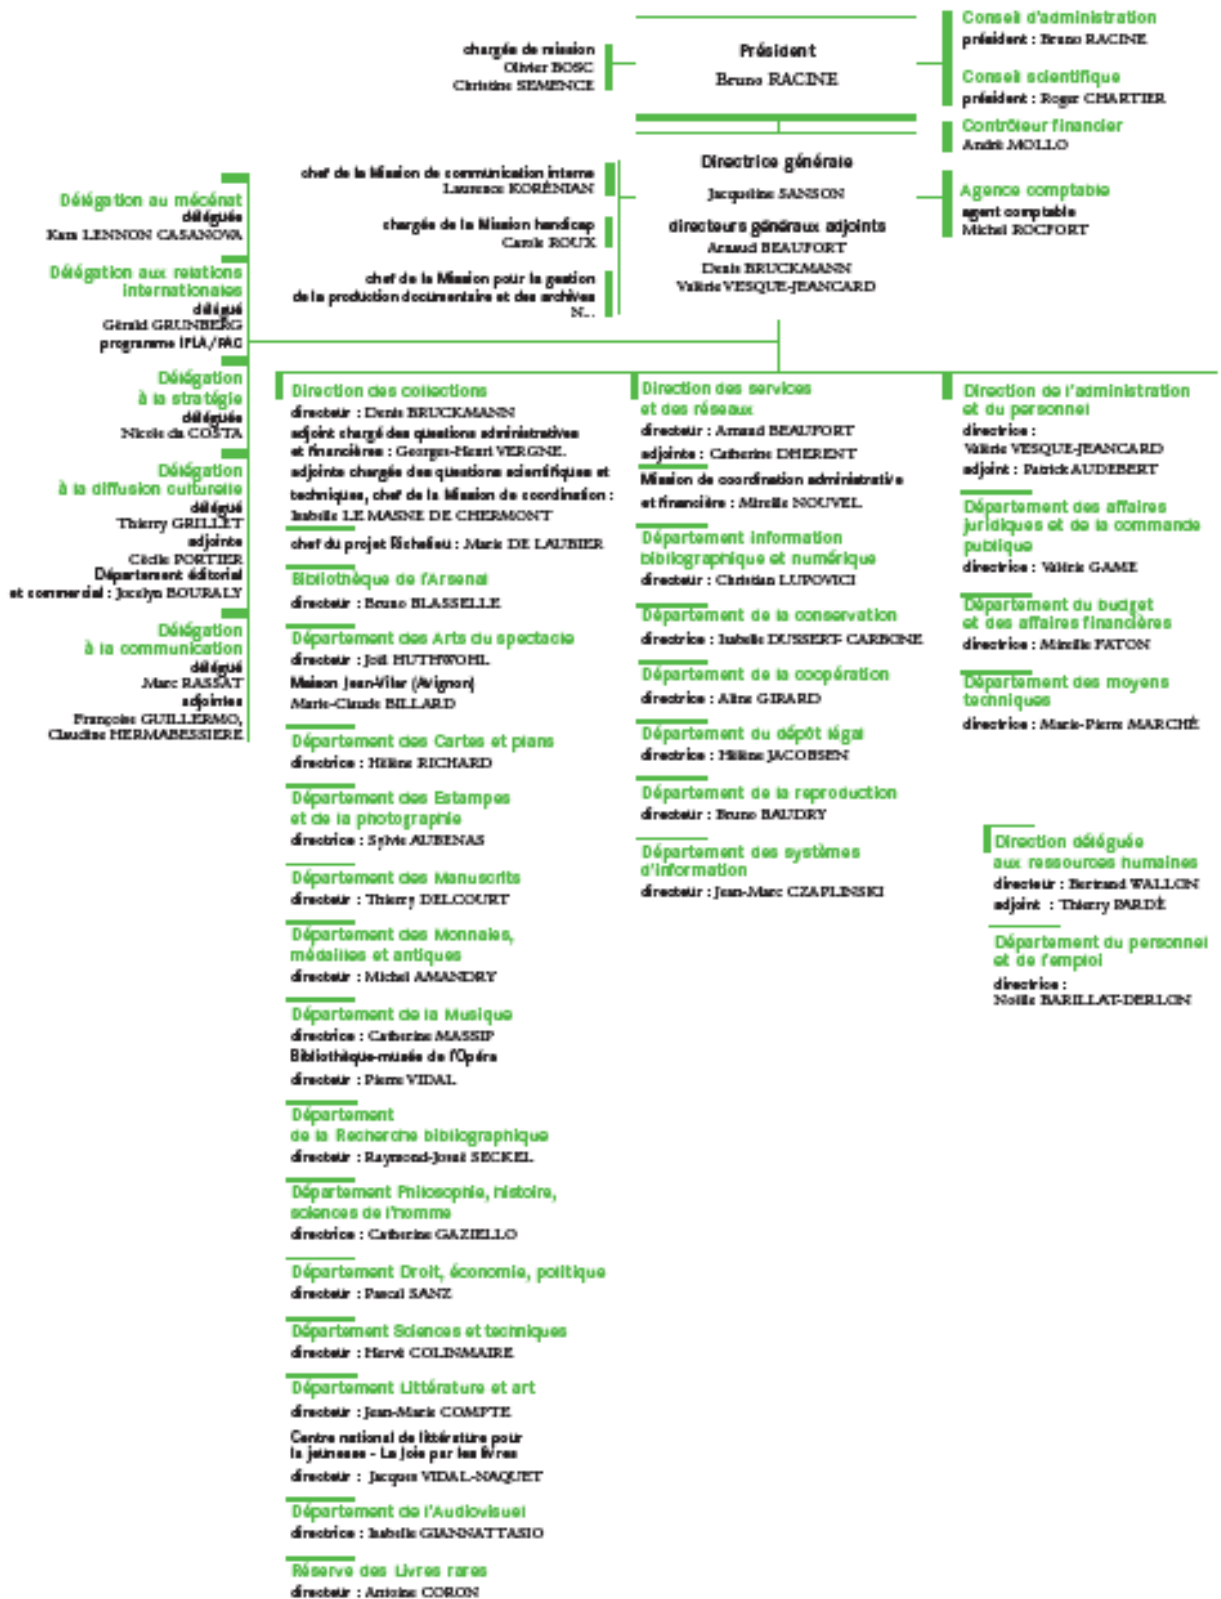 chargés de mission
Olivier BOSC
Christine SEMENCE
Président
Bruno RACINE
Conseil d'administration
président : Bruno RACINE
Conseil scientifique
président : Roger CHARTIER
Contrôleur financier
André MOLLO
chef de la Mission de communication interne
Laurence KORÉNIAN
chargée de la Mission handicap
Carole ROUX
chef de la Mission pour la gestion
de la production documentaire et des archives
N...
Directrice générale
Jacqueline SANSON
directeurs généraux adjoints
Arnaud BEAUFORT
Denis BRUCKMANN
Valérie VESQUE-JEANCARD
Agence comptable
agent comptable
Michel ROCFORT
Délégation au mécénat
déléguée
Kara LENNON CASANOVA
Délégation aux relations
internationales
délégué
Gérald GRUNBERG
programme IFLA/PAC
Délégation
à la stratégie
déléguée
Nicole da COSTA
Délégation
à la diffusion culturelle
délégué
Thierry GRILLET
adjointe
Cécile PORTIER
Département éditorial
et commercial : Jocelyn BOURALY
Délégation
à la communication
délégué
Marc RASSAT
adjointes
Françoise GUILLERMO,
Claudine HERMABESSIERE
Direction des collections
directeur : Denis BRUCKMANN
adjoint chargé des questions administratives
et financières : Georges-Henri VERGNE.
adjointe chargée des questions scientifiques et
techniques, chef de la Mission de coordination :
Isabelle LE MASNE DE CHERMONT
chef du projet Richelieu : Marie DE LAUBIER
Bibliothèque de l'Arsenal
directeur : Bruno BLASSELLE
Département des Arts du spectacle
directeur : Joël HUTHWOHL
Maison Jean-Vilar (Avignon)
Marie-Claude BILLARD
Département des Cartes et plans
directrice : Hélène RICHARD
Département des Estampes
et de la photographie
directrice : Sylvie AUBENAS
Département des Manuscrits
directeur : Thierry DELCOURT
Département des Monnaies,
médailles et antiques
directeur : Michel AMANDRY
Département de la Musique
directrice : Catherine MASSIP
Bibliothèque-musée de l'Opéra
directeur : Pierre VIDAL
Département
de la Recherche bibliographique
directeur : Raymond-Josué SECKEL
Département Philosophie, histoire,
sciences de l'homme
directrice : Catherine GAZIELLO
Département Droit, économie, politique
directeur : Pascal SANZ
Département Sciences et techniques
directeur : Hervé COLINMAIRE
Département Littérature et art
directeur : Jean-Marie COMPTE
Centre national de littérature pour
la jeunesse - La Joie par les livres
directeur : Jacques VIDAL-NAQUET
Département de l'Audiovisuel
directrice : Isabelle GIANNATTASIO
Réserve des Livres rares
directeur : Antoine CORON
Direction des services
et des réseaux
directeur : Arnaud BEAUFORT
adjointe : Catherine DHERENT
Mission de coordination administrative
et financière : Mireille NOUVEL
Département information
bibliographique et numérique
directeur : Christian LUPOVICI
Département de la conservation
directrice : Isabelle DUSSERT- CARBONE
Département de la coopération
directrice : Aline GIRARD
Département du dépôt légal
directrice : Hélène JACOBSEN
Département de la reproduction
directeur : Bruno BAUDRY
Département des systèmes
d'information
directeur : Jean-Marc CZAPLINSKI
Direction de l'administration
et du personnel
directrice :
Valérie VESQUE-JEANCARD
adjoint : Patrick AUDEBERT
Département des affaires
juridiques et de la commande
publique
directrice : Valérie GAME
Département du budget
et des affaires financières
directrice : Mireille FATON
Département des moyens
techniques
directrice : Marie-Pierre MARCHÉ
Direction déléguée
aux ressources humaines
directeur : Bertrand WALLON
adjoint : Thierry PARDÉ
Département du personnel
et de l'emploi
directrice :
Noëlle BARILLAT-DERLON